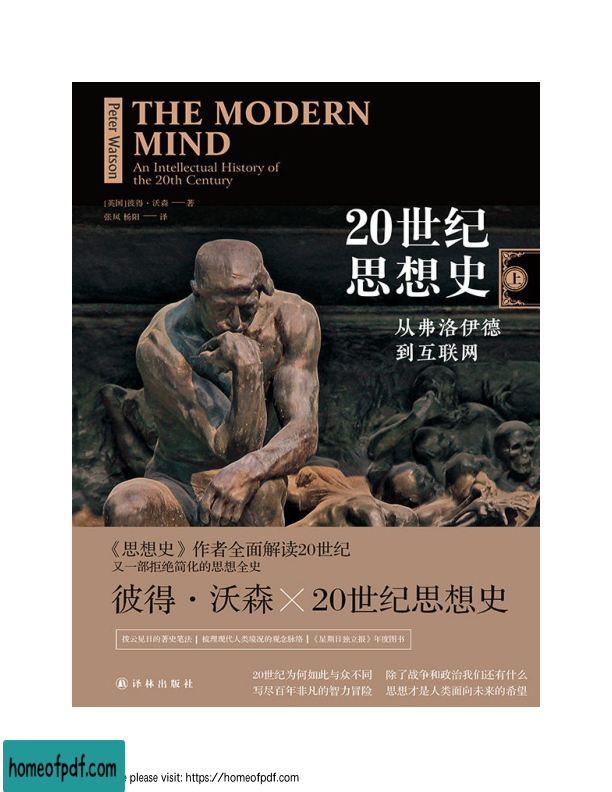 Peter Watson
THE MODERN
MIND
An Intellectual History of
the 20th Century
[英国]彼得·沃森 —— 著
张凤 杨阳 —— 译
20世纪
思想史
上
从弗洛伊德
到互联网
《思想史》作者全面解读20世纪
又一部拒绝简化的思想全史
彼得·沃森×20世纪思想史
拨云见日的著史笔法 | 梳理现代人类境况的观念脉络 | 《星期日独立报》年度图书
20世纪为何如此与众不同 除了战争和政治我们还有什么
写尽百年非凡的智力冒险 思想才是人类面向未来的希望
译林出版社
homeofpdf.com
please visit: https://homeofpdf.com